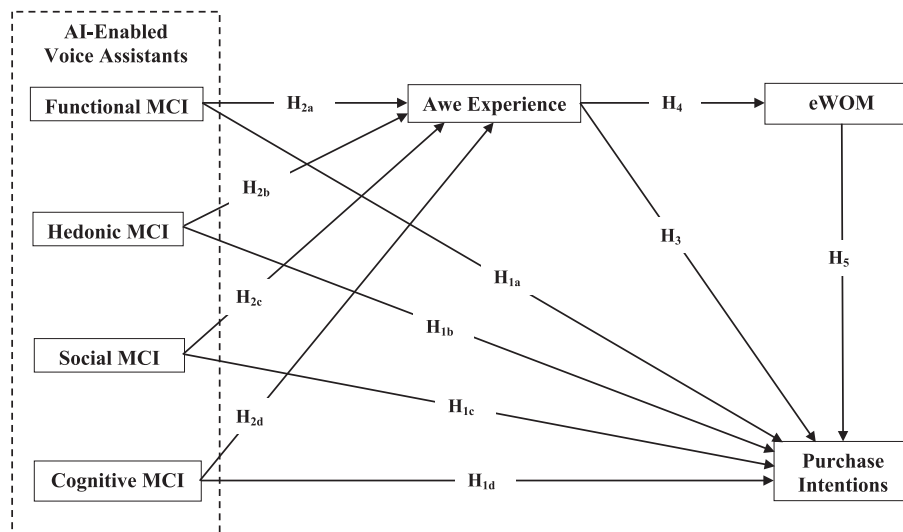 AI-Enabled
Voice Assistants
Functional MCI
H2a
Awe Experience
H4
eWOM
H2b
Hedonic MCI
H3
H5
H1a
H2c
H1b
Social MCI
H1c
H2d
Purchase
Intentions
Cognitive MCI
H1d